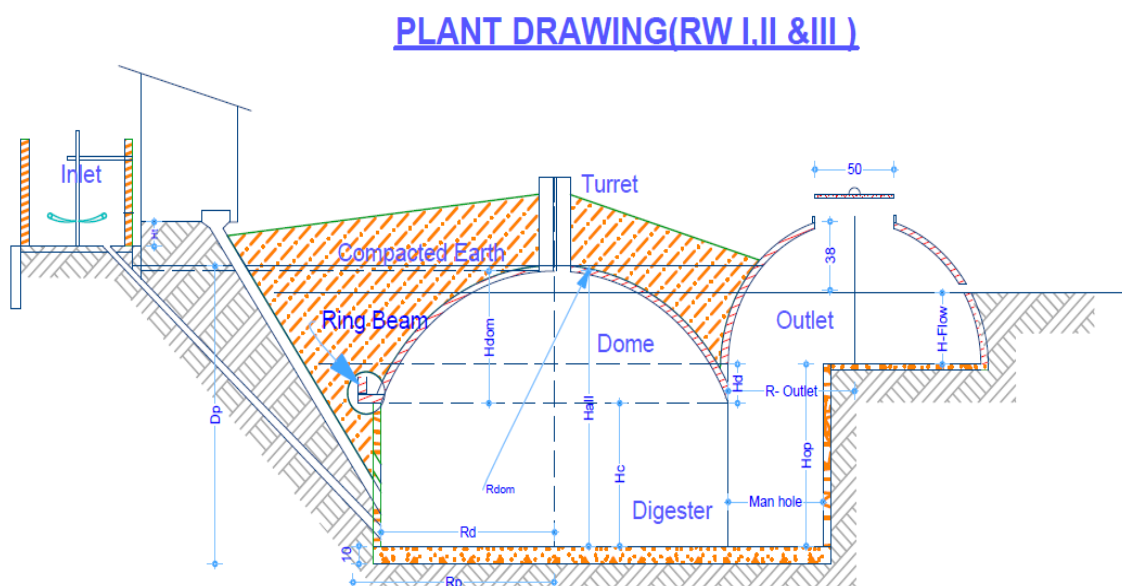 PLANT DRAWING(RW I,II &III )
50
Inlet
Turret
Ht
38
Compacted Earth
Ring Beam
Hdom
Dome
Outlet
H-Flow
Hd
R- Outlet
Dp
Hall
Hc
Hop
Rdom
Man hole
Digester
Rd
10
Rp